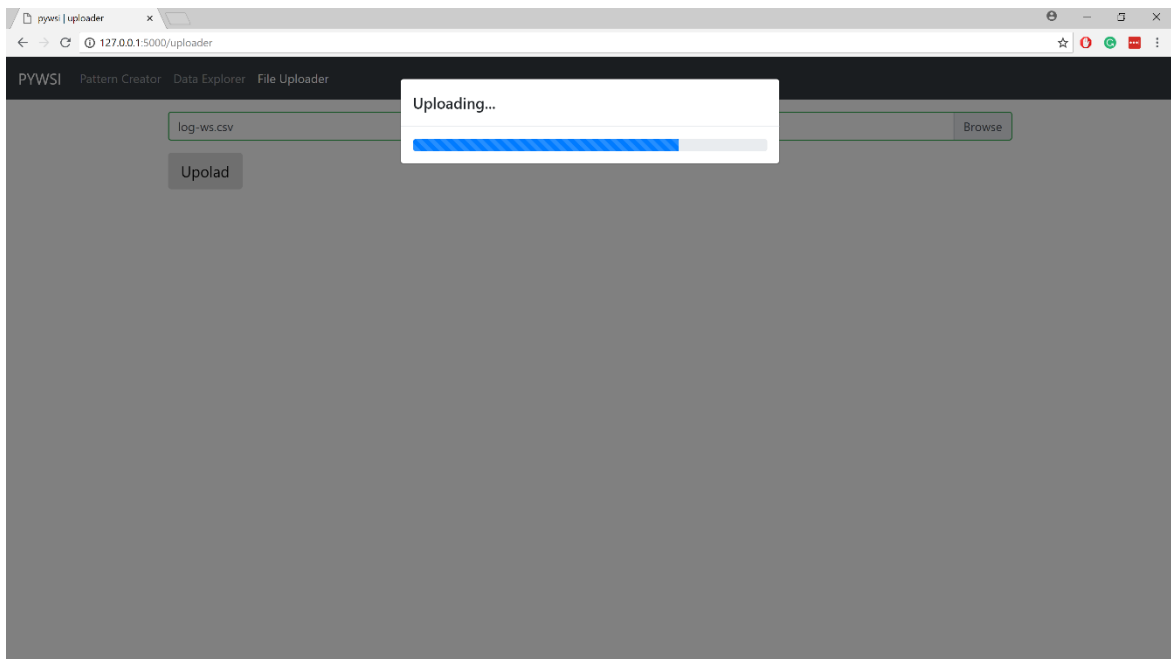 pywsi | uploader
127.0.0.1:5000/uploader
PYWSI Pattern Creator Data Explorer File Uploader
Uploading...
log-ws.csv Browse
Upolad